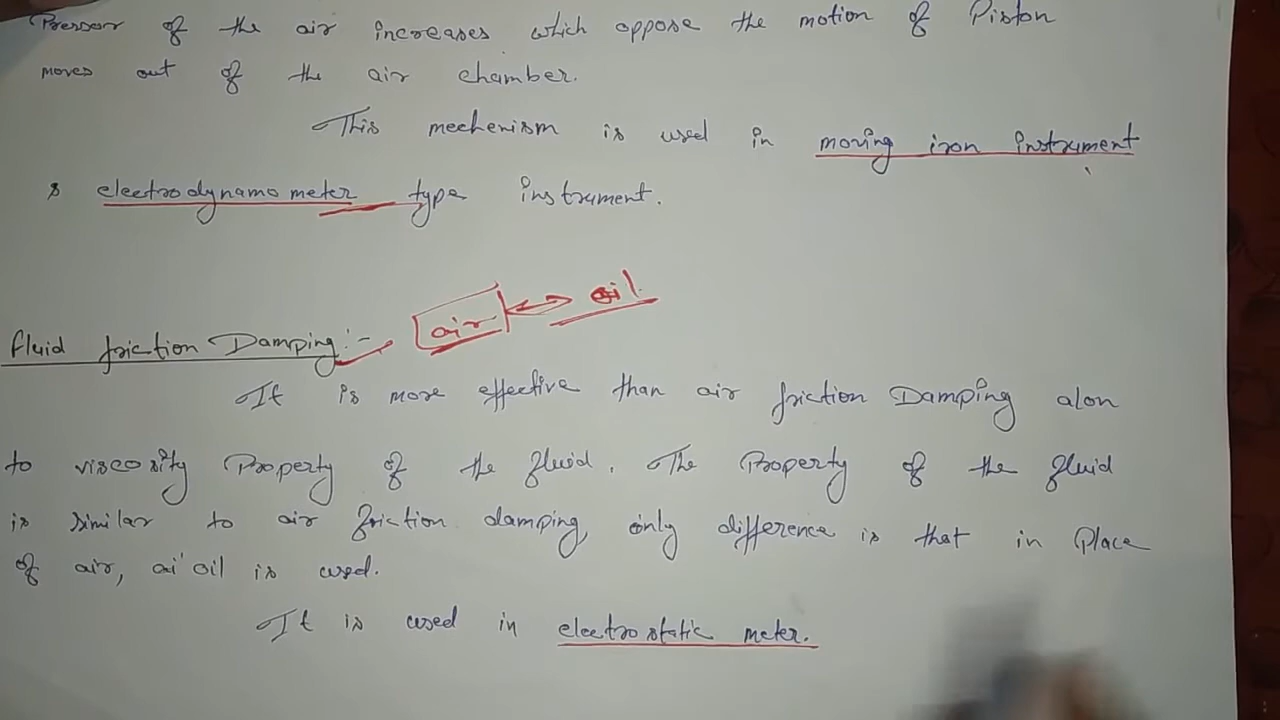 Pressor of the air increases which oppose the motion of Piston
moves out of the air chamber.
This mechenism is used in moving iron instrument
& electrodynamometer type instrument.
air ↔ oil
fluid friction Damping :-
It is more effective than air friction Damping alon
to viscosity Property of the fluid. The Property of the fluid
is similar to air friction damping, only difference is that in Place
of air, ai oil is used.
It is used in electrostatic meter.